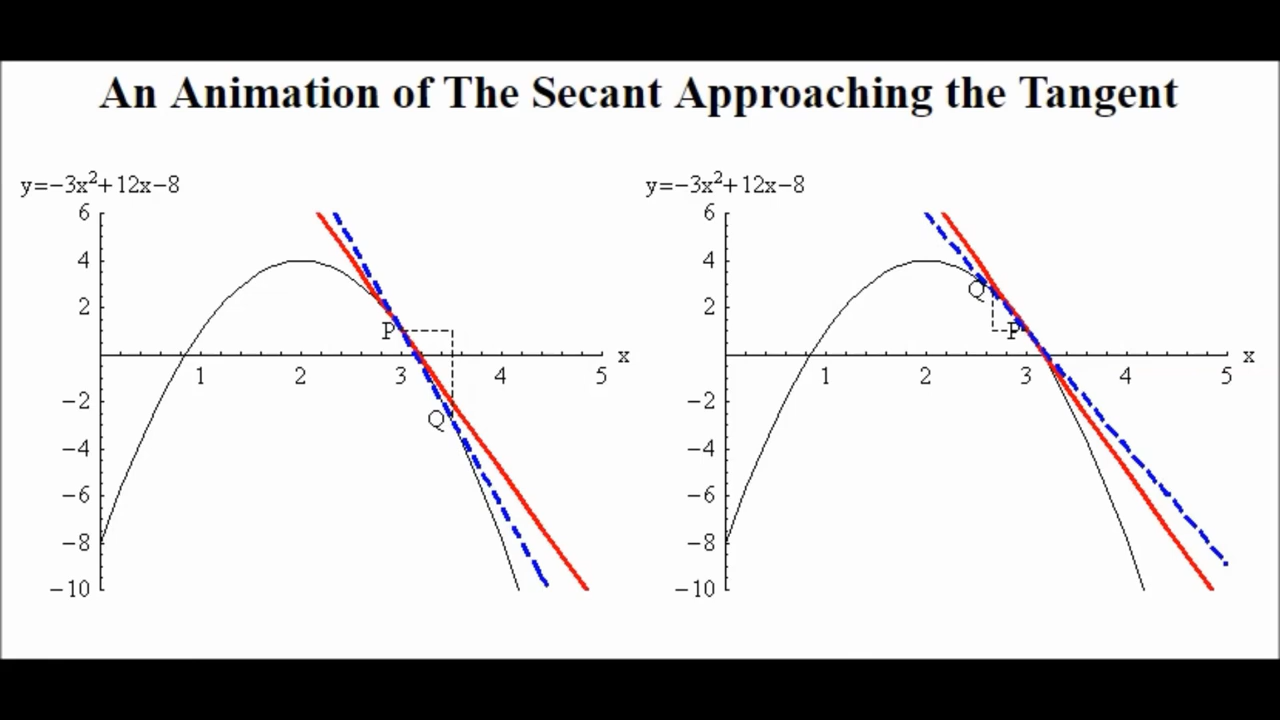 An Animation of The Secant Approaching the Tangent
y=−3x²+12x−8
6
4
2
−2
−4
−6
−8
−10
1
2
3
4
5
x
P
Q
y=−3x²+12x−8
6
4
2
−2
−4
−6
−8
−10
1
2
3
4
5
x
Q
P